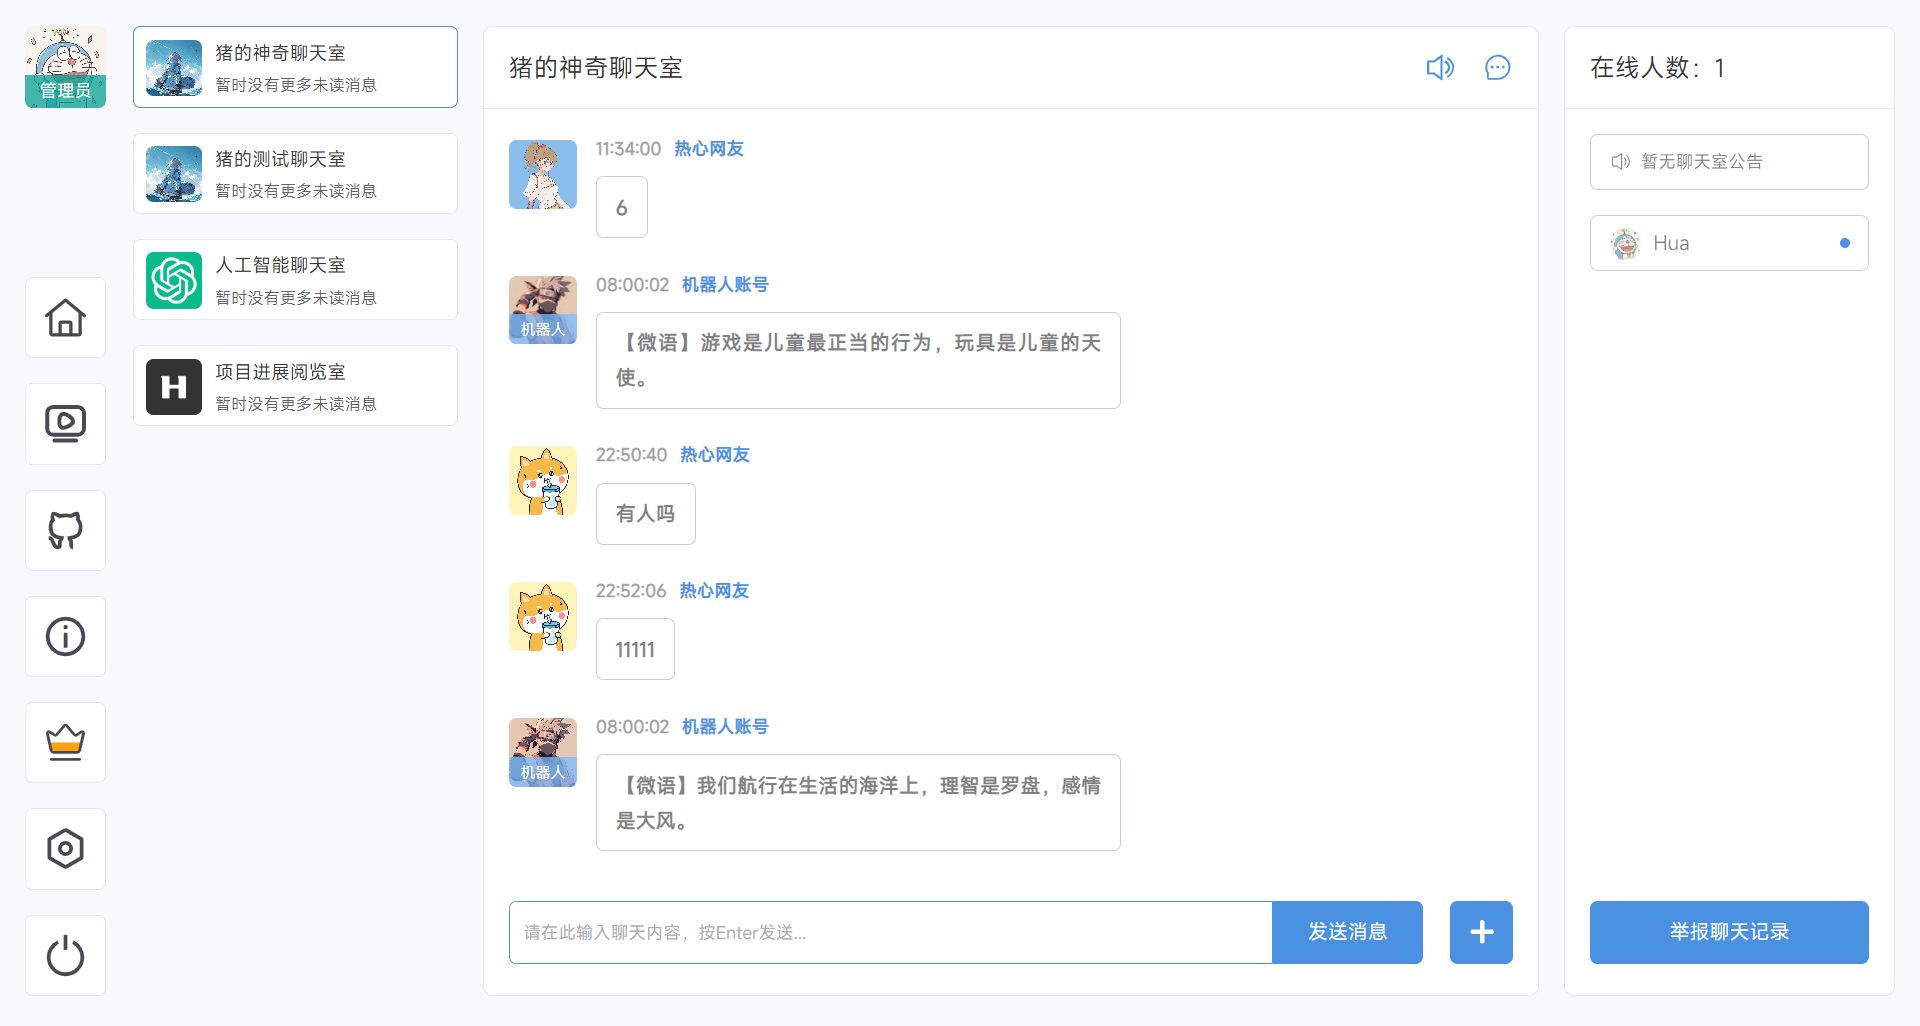 管理员
猪的神奇聊天室
暂时没有更多未读消息
猪的测试聊天室
暂时没有更多未读消息
人工智能聊天室
暂时没有更多未读消息
H
项目进展阅览室
暂时没有更多未读消息
猪的神奇聊天室
11:34:00 热心网友
6
08:00:02 机器人账号
机器人
【微语】游戏是儿童最正当的行为，玩具是儿童的天
使。
22:50:40 热心网友
有人吗
22:52:06 热心网友
11111
08:00:02 机器人账号
机器人
【微语】我们航行在生活的海洋上，理智是罗盘，感情
是大风。
请在此输入聊天内容，按Enter发送...
发送消息
在线人数：1
暂无聊天室公告
Hua
举报聊天记录